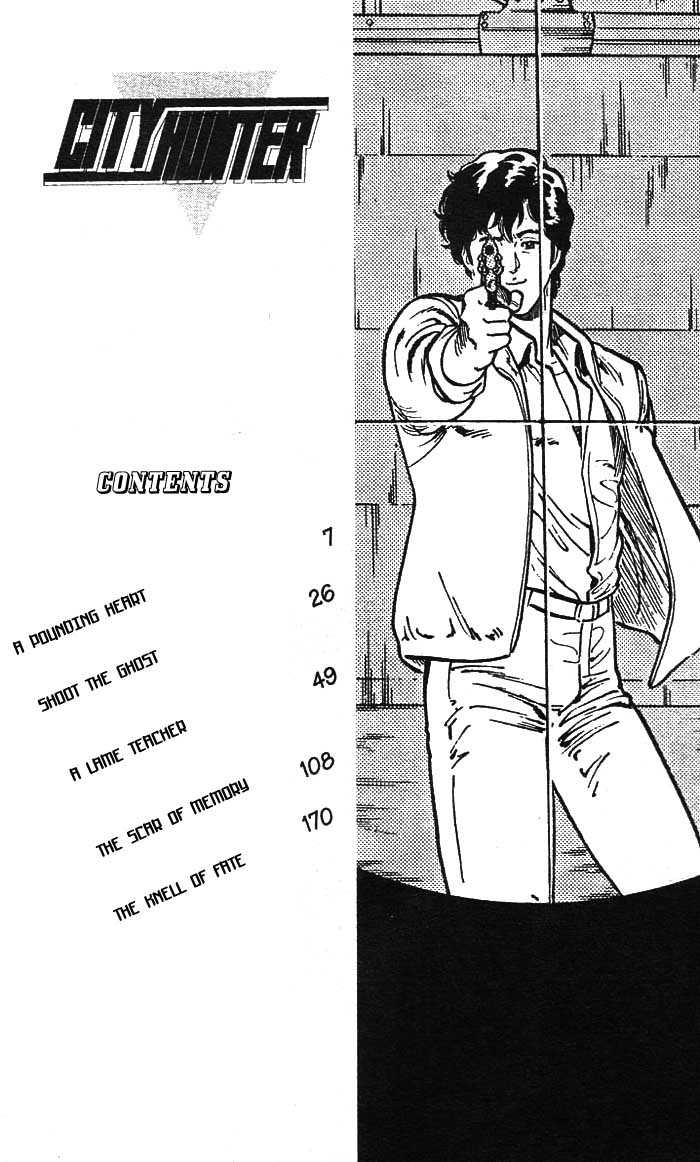 CITY HUNTER
CONTENTS
A POUNDING HEART 7
SHOOT THE GHOST 26
A LAME TEACHER 49
THE SCAR OF MEMORY 108
THE KNELL OF FATE 170